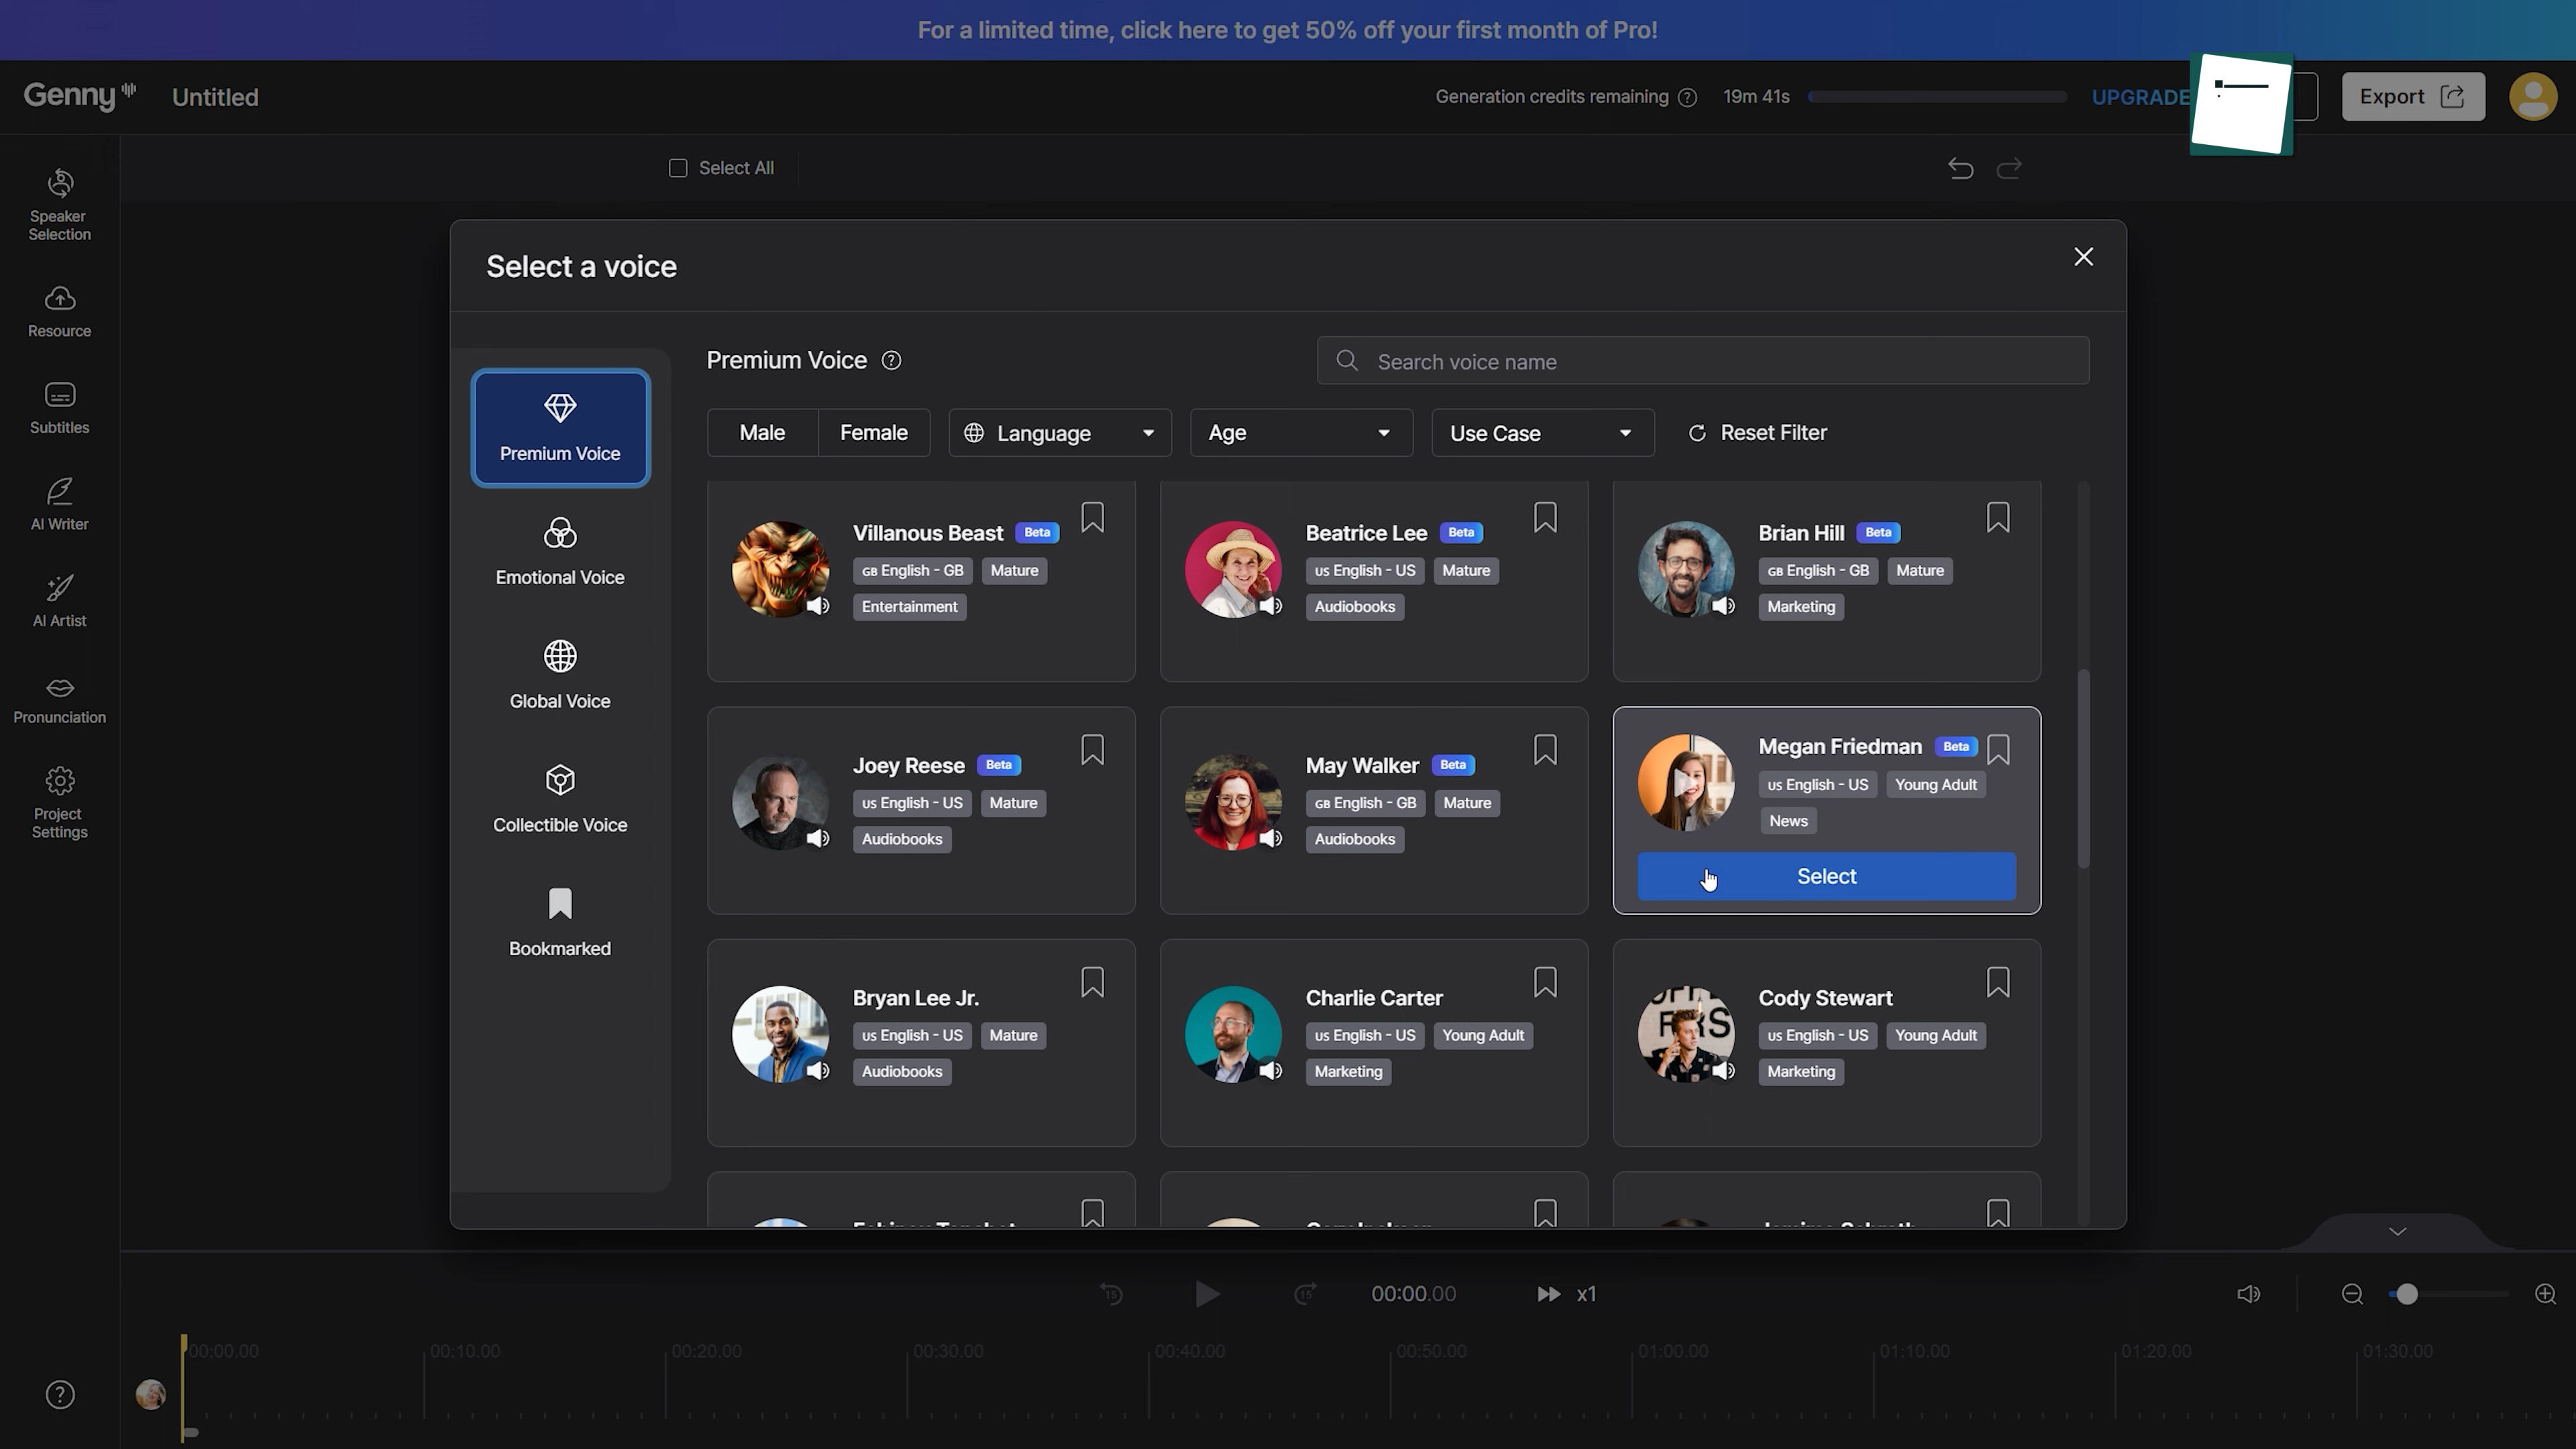 For a limited time, click here to get 50% off your first month of Pro!
Genny
Untitled
Generation credits remaining
19m 41s
UPGRADE
Export
Select All
Speaker
Selection
Resource
Subtitles
AI Writer
AI Artist
Pronunciation
Project
Settings
Select a voice
Premium Voice
Emotional Voice
Global Voice
Collectible Voice
Bookmarked
Premium Voice
Search voice name
Male
Female
Language
Age
Use Case
Reset Filter
Villanous Beast Beta
GB English - GB Mature
Entertainment
Beatrice Lee Beta
US English - US Mature
Audiobooks
Brian Hill Beta
GB English - GB Mature
Marketing
Joey Reese Beta
US English - US Mature
Audiobooks
May Walker Beta
GB English - GB Mature
Audiobooks
Megan Friedman Beta
US English - US Young Adult
News
Select
Bryan Lee Jr.
US English - US Mature
Audiobooks
Charlie Carter
US English - US Young Adult
Marketing
Cody Stewart
US English - US Young Adult
Marketing
15
15
00:00.00
x1
00:00.00
00:10.00
00:20.00
00:30.00
00:40.00
00:50.00
01:00.00
01:10.00
01:20.00
01:30.00